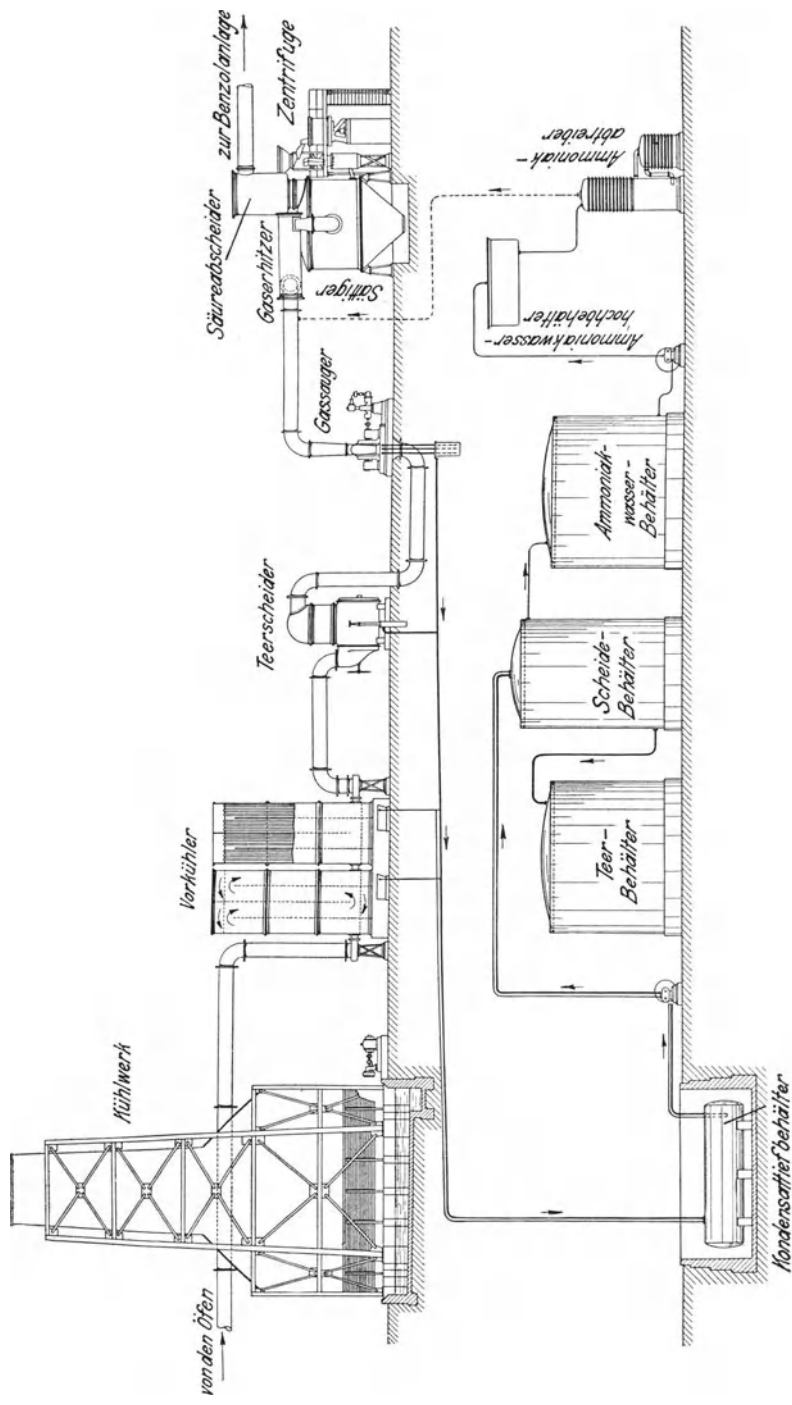 von den Öfen
Kühlwerk
Vorkühler
Teerscheider
Gassauger
Gaserhitzer
Säureabscheider
zur Benzolanlage
Zentrifuge
Sättiger
Kondensattiefbehälter
Teer-
Behälter
Scheide-
Behälter
Ammoniak-
wasser-
Behälter
Ammoniakwasser-
hochbehälter
Ammoniak-
abtreiber